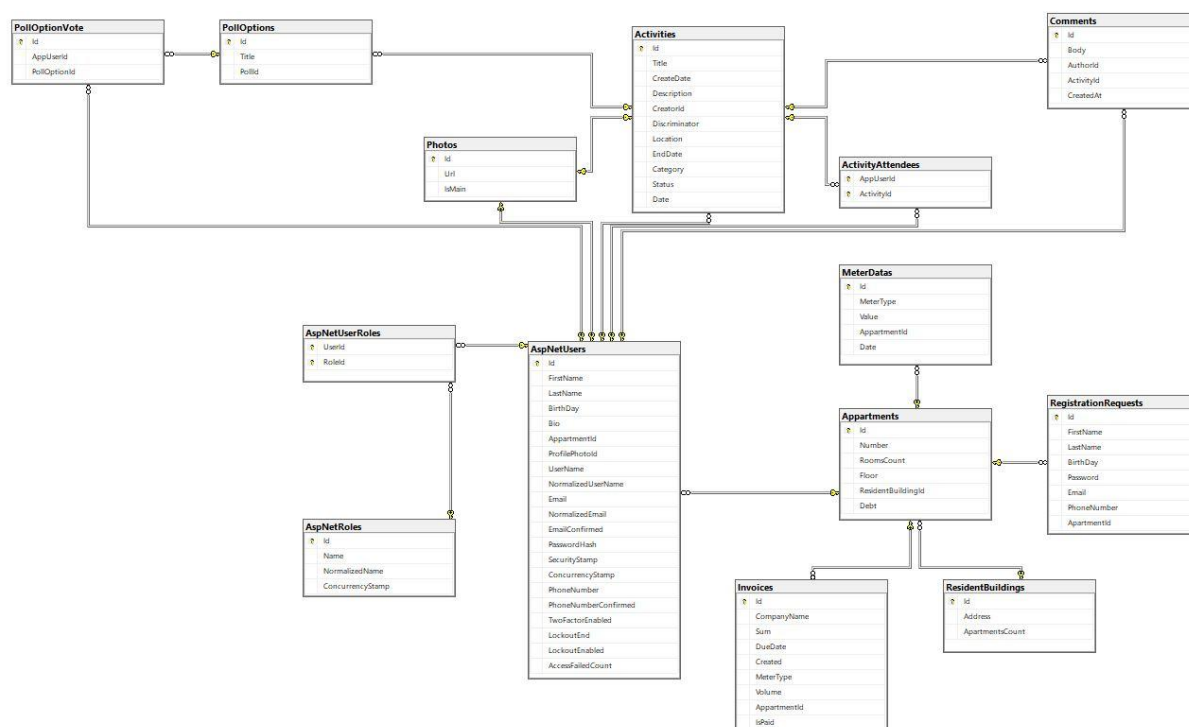 PollOptionVote
Id
AppUserId
PollOptionId
PollOptions
Id
Title
PollId
Activities
Id
Title
CreateDate
Description
CreatorId
Discriminator
Location
EndDate
Category
Status
Date
Comments
Id
Body
AuthorId
ActivityId
CreatedAt
Photos
Id
Url
IsMain
ActivityAttendees
AppUserId
ActivityId
MeterDatas
Id
MeterType
Value
AppartmentId
Date
AspNetUserRoles
UserId
RoleId
AspNetUsers
Id
FirstName
LastName
BirthDay
Bio
AppartmentId
ProfilePhotoId
UserName
NormalizedUserName
Email
NormalizedEmail
EmailConfirmed
PasswordHash
SecurityStamp
ConcurrencyStamp
PhoneNumber
PhoneNumberConfirmed
TwoFactorEnabled
LockoutEnd
LockoutEnabled
AccessFailedCount
Appartments
Id
Number
RoomsCount
Floor
ResidentBuildingId
Debt
RegistrationRequests
Id
FirstName
LastName
BirthDay
Password
Email
PhoneNumber
ApartmentId
AspNetRoles
Id
Name
NormalizedName
ConcurrencyStamp
Invoices
Id
CompanyName
Sum
DueDate
Created
MeterType
Volume
AppartmentId
IsPaid
ResidentBuildings
Id
Address
ApartmentsCount